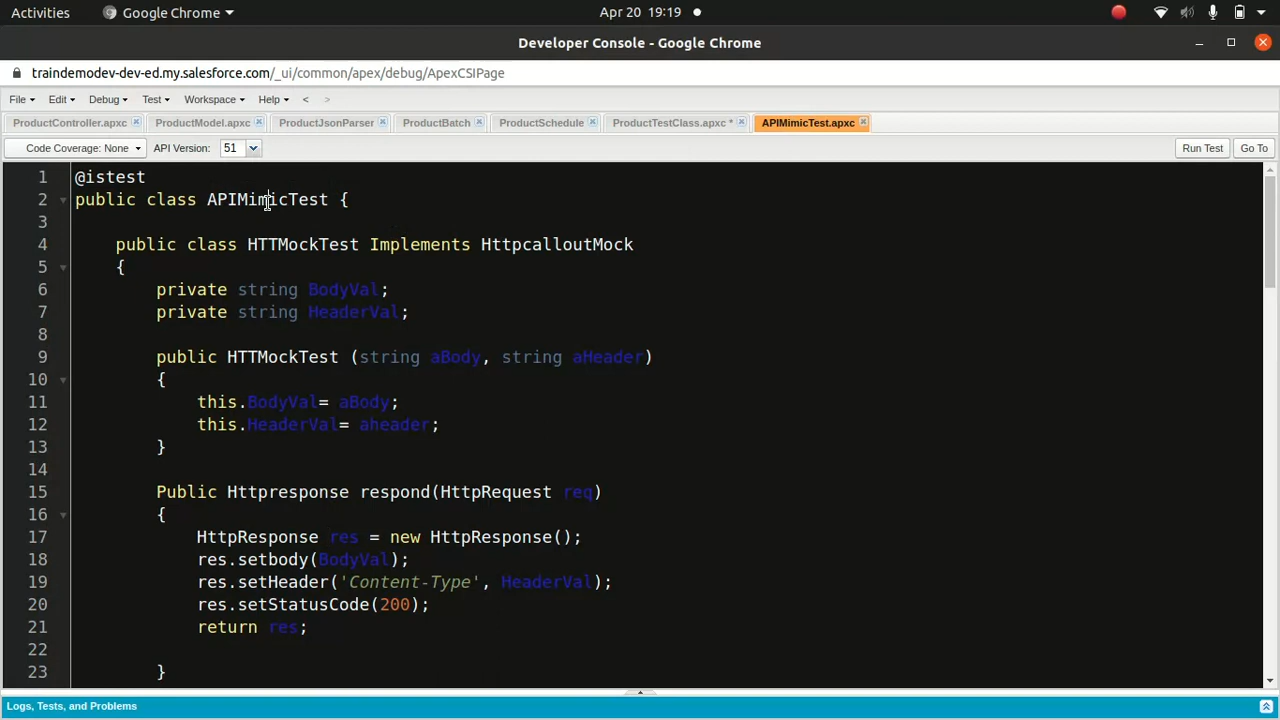 Activities Google Chrome Apr 20 19:19
Developer Console - Google Chrome
traindemodev-dev-ed.my.salesforce.com/_ui/common/apex/debug/ApexCSIPage
File Edit Debug Test Workspace Help < >
ProductController.apxc ProductModel.apxc ProductJsonParser ProductBatch ProductSchedule ProductTestClass.apxc * APIMimicTest.apxc
Code Coverage: None API Version: 51 Run Test Go To
1 @istest
2 public class APIMimicTest {
3
4 public class HTTMockTest Implements HttpcalloutMock
5 {
6 private string BodyVal;
7 private string HeaderVal;
8
9 public HTTMockTest (string aBody, string aHeader)
10 {
11 this.BodyVal= aBody;
12 this.HeaderVal= aheader;
13 }
14
15 Public Httpresponse respond(HttpRequest req)
16 {
17 HttpResponse res = new HttpResponse();
18 res.setbody(BodyVal);
19 res.setHeader('Content-Type', HeaderVal);
20 res.setStatusCode(200);
21 return res;
22
23 }
Logs, Tests, and Problems